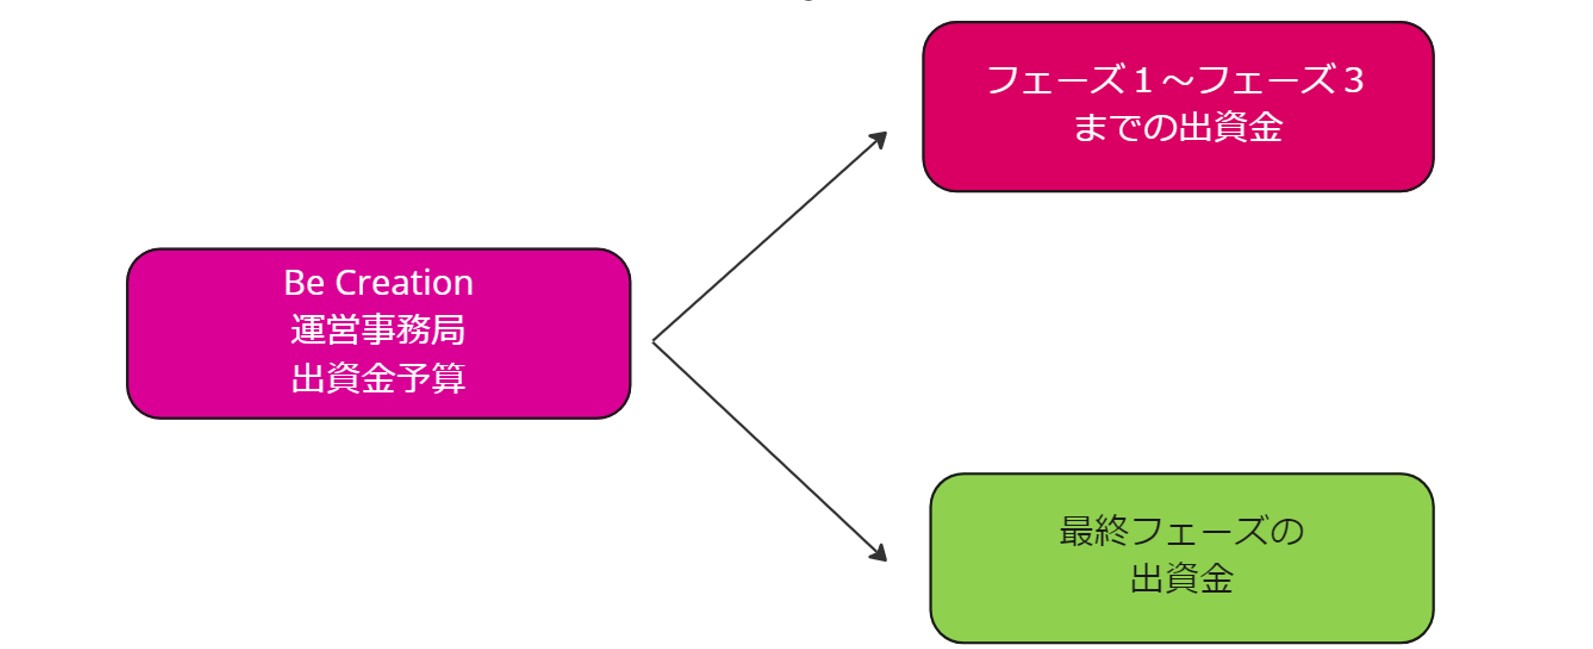 フェーズ１～フェーズ３
までの出資金
Be Creation
運営事務局
出資金予算
最終フェーズの
出資金